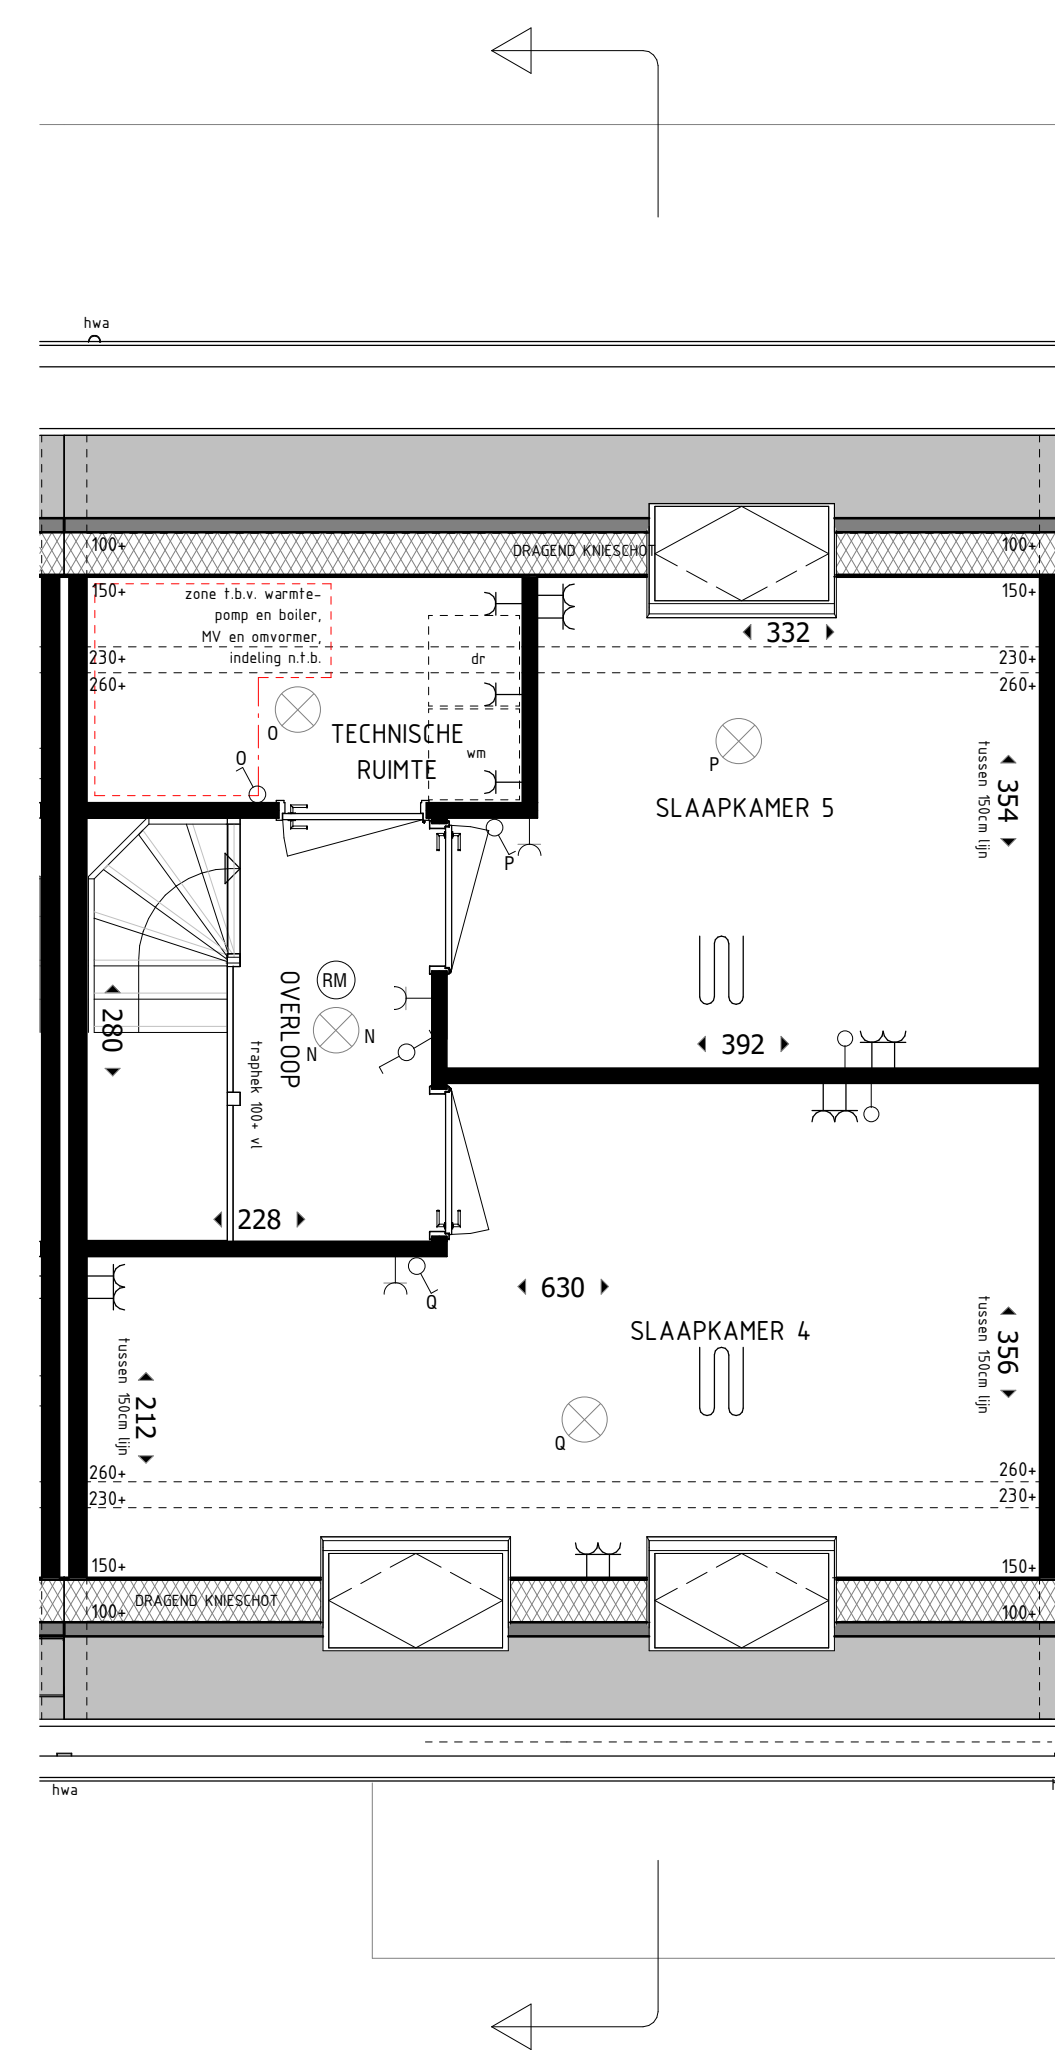 hwa
100+
DRAGEND KNIESCHOT
100+
150+
zone t.b.v. warmte-
pomp en boiler,
MV en omvormer,
indeling n.t.b.
150+
332
230+
dr
230+
260+
260+
O
TECHNISCHE
RUIMTE
wm
O
P
SLAAPKAMER 5
354
tussen 150cm lijn
P
RM
OVERLOOP
N
N
280
392
traphek 100+ vl
228
630
Q
SLAAPKAMER 4
356
tussen 150cm lijn
212
tussen 150cm lijn
Q
260+
260+
230+
230+
150+
150+
DRAGEND KNIESCHOT
100+
100+
hwa